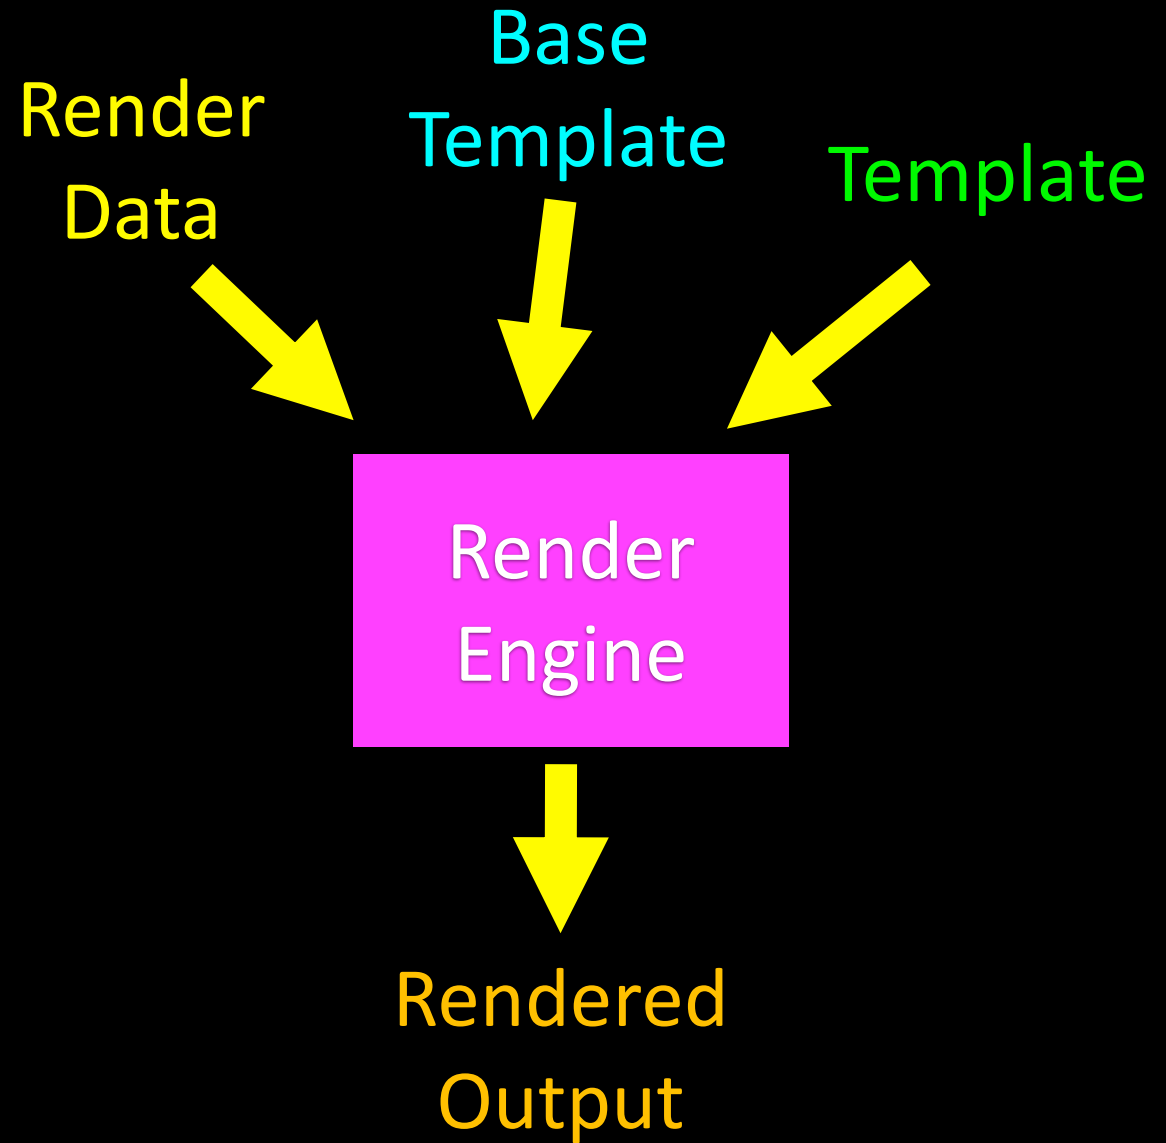 Render
Data
Base
Template
Template
Render
Engine
Rendered
Output